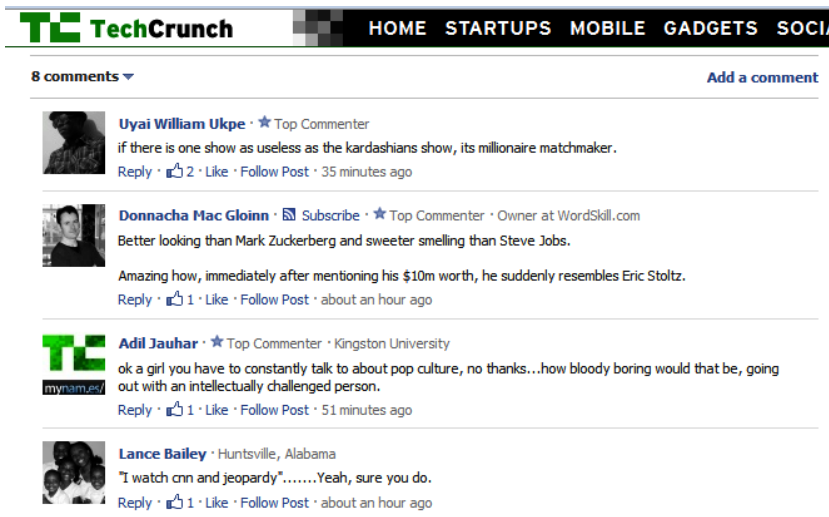 TC TechCrunch HOME STARTUPS MOBILE GADGETS SOCIA
8 comments Add a comment
Uyai William Ukpe · Top Commenter
if there is one show as useless as the kardashians show, its millionaire matchmaker.
Reply · 2 · Like · Follow Post · 35 minutes ago
Donnacha Mac Gloinn · Subscribe · Top Commenter · Owner at WordSkill.com
Better looking than Mark Zuckerberg and sweeter smelling than Steve Jobs.
Amazing how, immediately after mentioning his $10m worth, he suddenly resembles Eric Stoltz.
Reply · 1 · Like · Follow Post · about an hour ago
TC
mynam.es/
Adil Jauhar · Top Commenter · Kingston University
ok a girl you have to constantly talk to about pop culture, no thanks...how bloody boring would that be, going
out with an intellectually challenged person.
Reply · 1 · Like · Follow Post · 51 minutes ago
Lance Bailey · Huntsville, Alabama
"I watch cnn and jeopardy".......Yeah, sure you do.
Reply · 1 · Like · Follow Post · about an hour ago